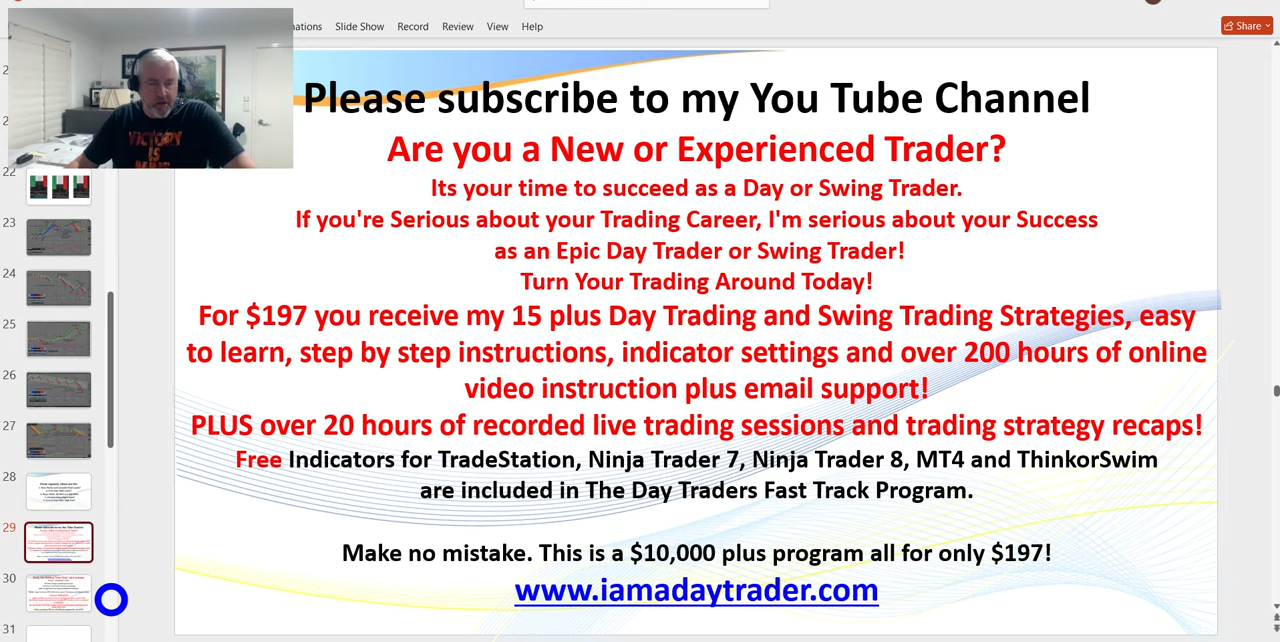 nations Slide Show Record Review View Help
Share
Please subscribe to my You Tube Channel
Are you a New or Experienced Trader?
Its your time to succeed as a Day or Swing Trader.
If you're Serious about your Trading Career, I'm serious about your Success
as an Epic Day Trader or Swing Trader!
Turn Your Trading Around Today!
For $197 you receive my 15 plus Day Trading and Swing Trading Strategies, easy
to learn, step by step instructions, indicator settings and over 200 hours of online
video instruction plus email support!
PLUS over 20 hours of recorded live trading sessions and trading strategy recaps!
Free Indicators for TradeStation, Ninja Trader 7, Ninja Trader 8, MT4 and ThinkorSwim
are included in The Day Traders Fast Track Program.
Make no mistake. This is a $10,000 plus program all for only $197!
www.iamadaytrader.com
VICTORY
IS
22
23
24
25
26
27
28
29
30
31